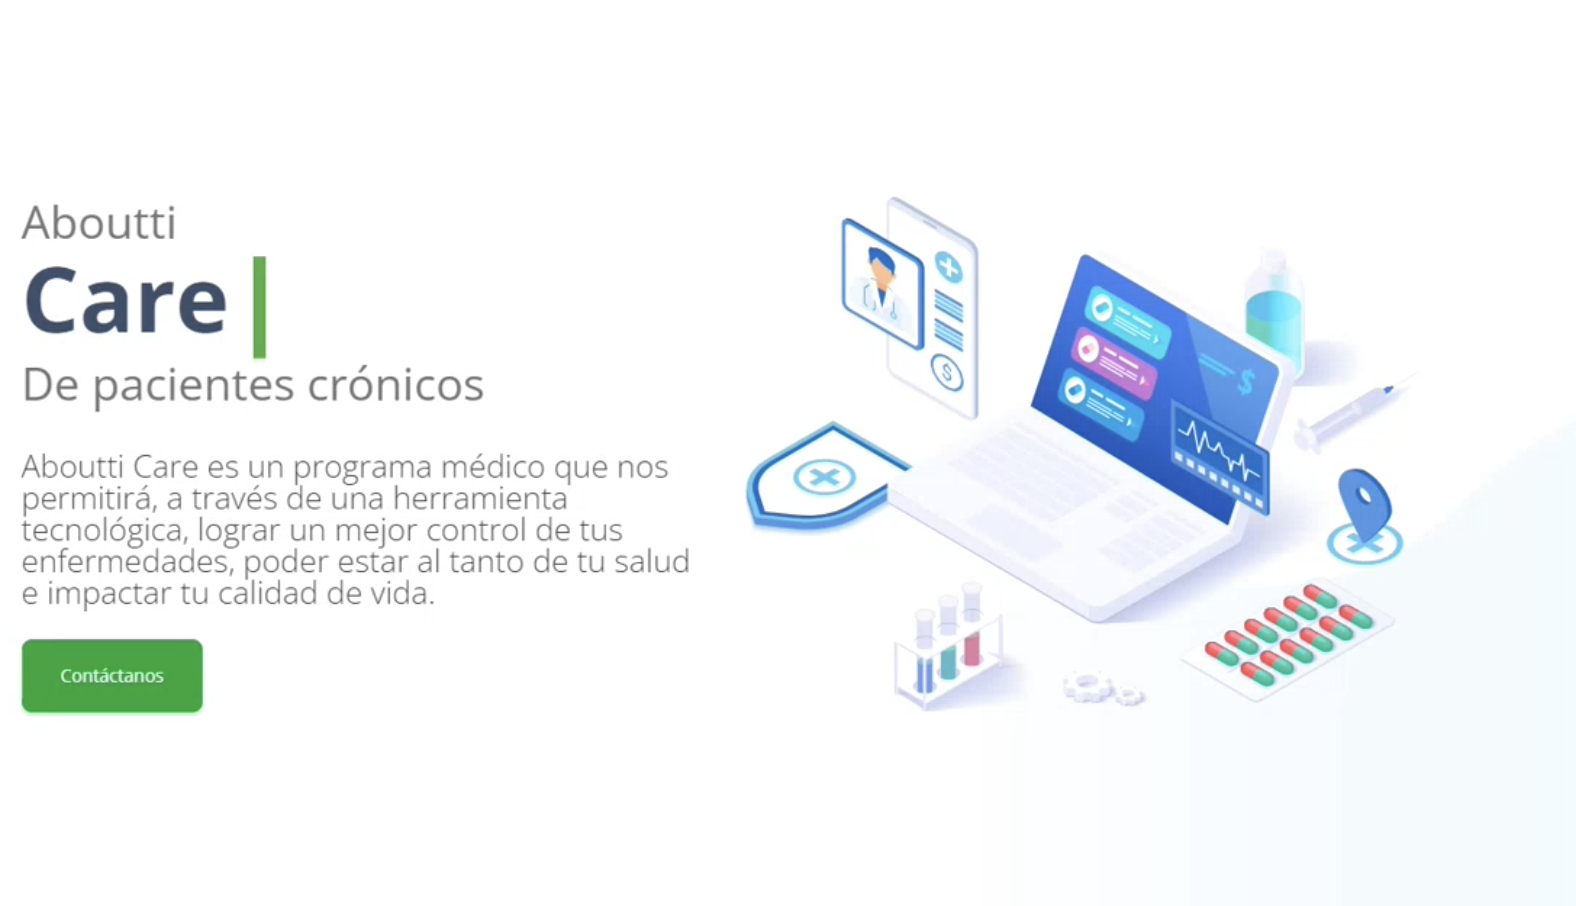 Aboutti
Care
De pacientes crónicos
Aboutti Care es un programa médico que nos
permitirá, a través de una herramienta
tecnológica, lograr un mejor control de tus
enfermedades, poder estar al tanto de tu salud
e impactar tu calidad de vida.
Contáctanos
$
$